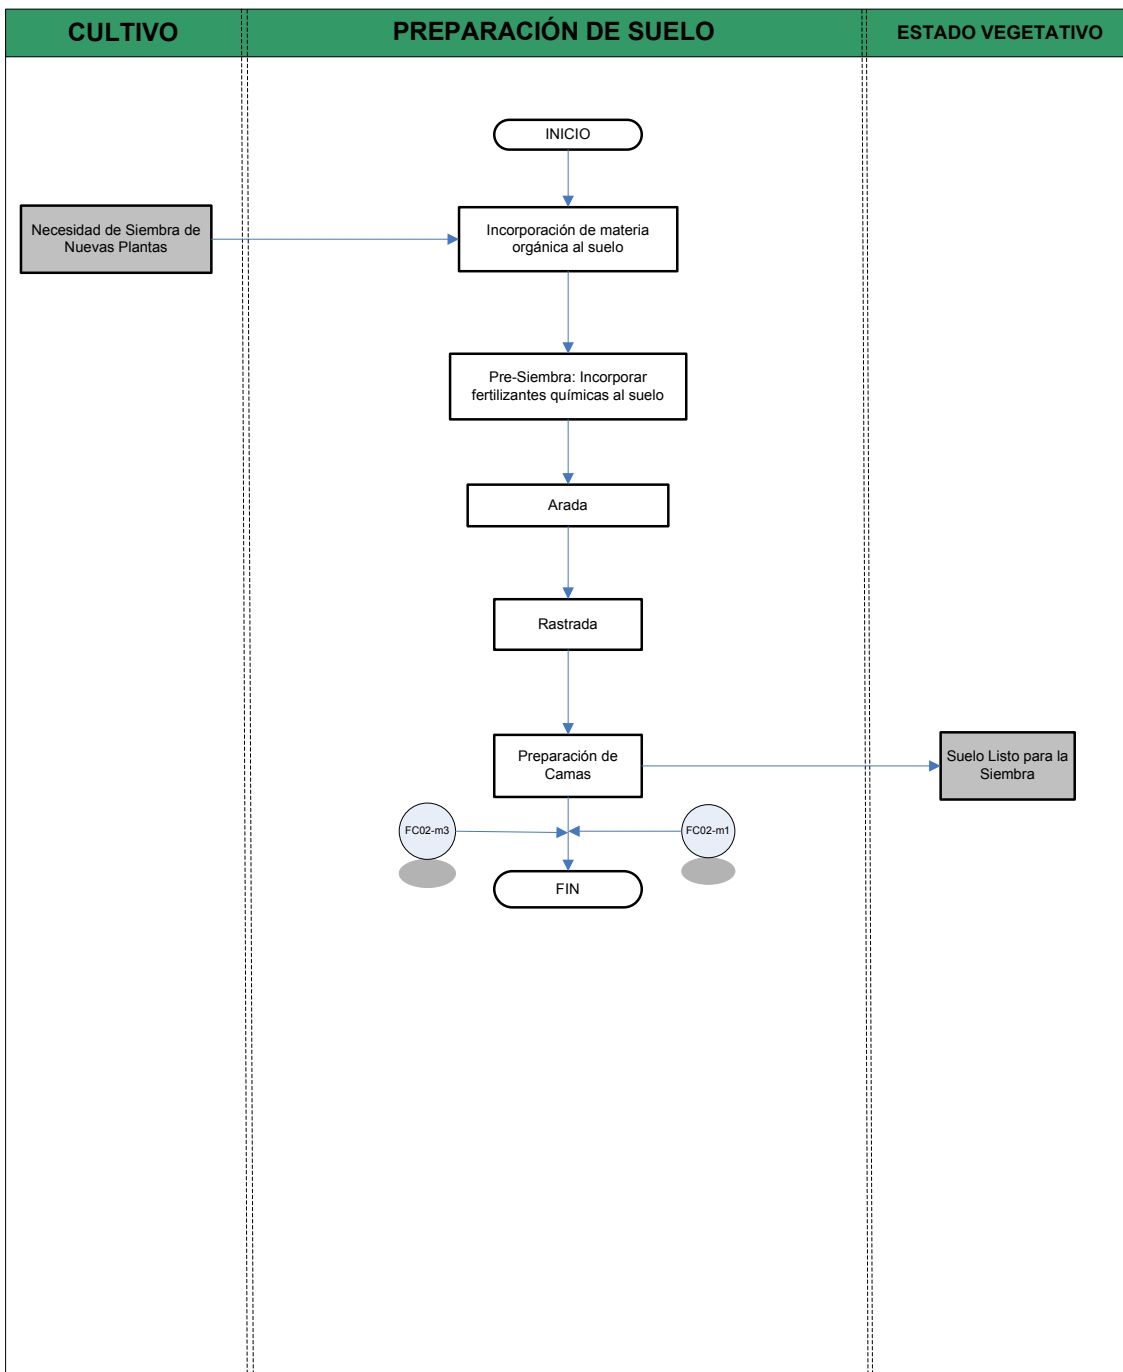 CULTIVO
PREPARACIÓN DE SUELO
ESTADO VEGETATIVO
INICIO
Necesidad de Siembra de
Nuevas Plantas
Incorporación de materia
orgánica al suelo
Pre-Siembra: Incorporar
fertilizantes químicas al suelo
Arada
Rastrada
Preparación de
Camas
Suelo Listo para la
Siembra
FC02-m3
FC02-m1
FIN